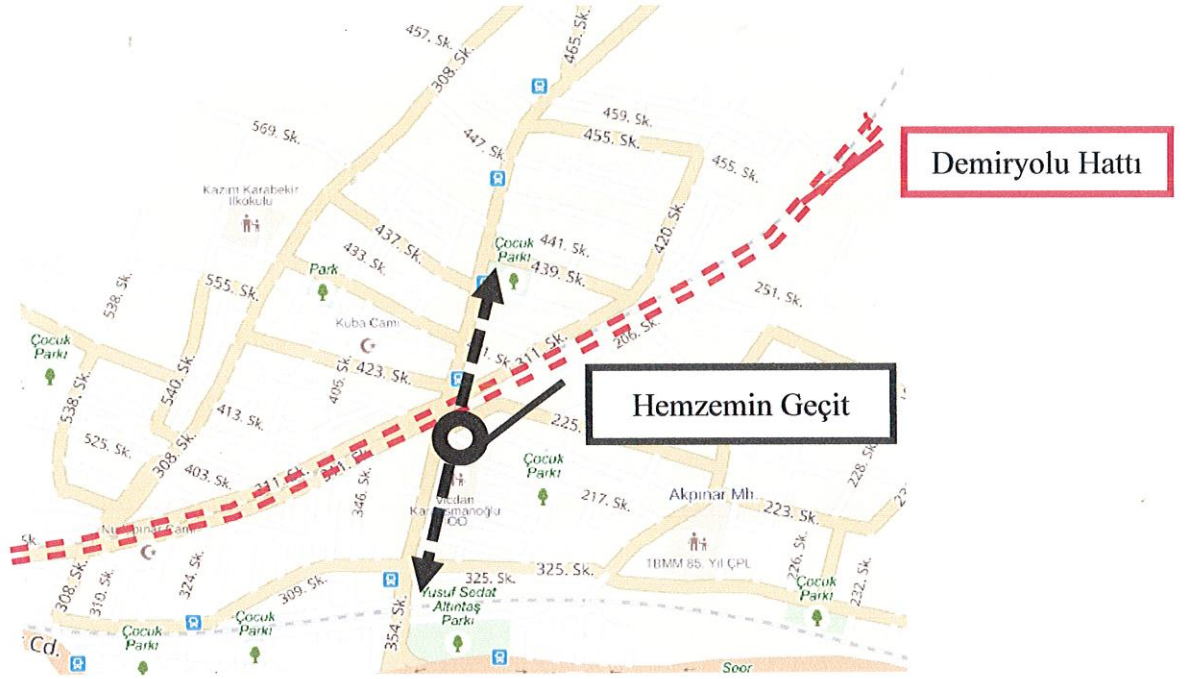 457. Sk.
308. Sk.
465. Sk.
569. Sk.
447. Sk.
459. Sk.
455. Sk.
455. Sk.
Demiryolu Hattı
Kazım Karabekir
İlkokulu
437. Sk.
433. Sk.
Park
Çocuk
Parkı
441. Sk.
439. Sk.
420. Sk.
251. Sk.
538. Sk.
555. Sk.
Kuba Cami
311. Sk.
206. Sk.
Çocuk
Parkı
423. Sk.
406. Sk.
538. Sk.
540. Sk.
413. Sk.
Hemzemin Geçit
225.
525. Sk.
308. Sk.
403. Sk.
311. Sk.
346. Sk.
Çocuk
Parkı
228. Sk.
Vicdan
217. Sk.
Akpınar Mh.
223. Sk.
Sk.
TBMM 85. Yıl ÇPL
226. Sk.
232. Sk.
308. Sk.
310. Sk.
324. Sk.
309. Sk.
325. Sk.
325. Sk.
Yusuf Sedat
Altıntaş
Parkı
354. Sk.
Çocuk
Parkı
Çocuk
Parkı
Çocuk
Parkı
Cd.